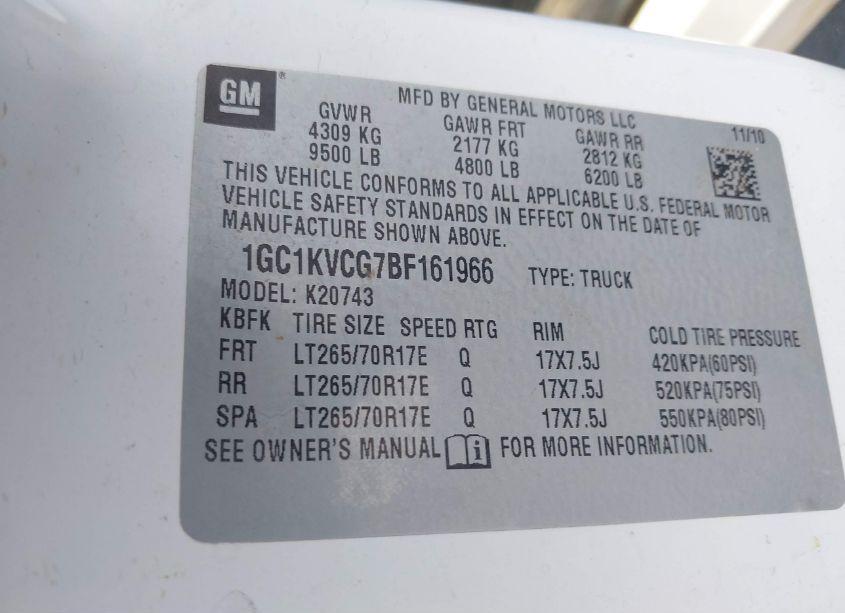 GM
MFD BY GENERAL MOTORS LLC
11/10
GVWR GAWR FRT GAWR RR
4309 KG 2177 KG 2812 KG
9500 LB 4800 LB 6200 LB
THIS VEHICLE CONFORMS TO ALL APPLICABLE U.S. FEDERAL MOTOR
VEHICLE SAFETY STANDARDS IN EFFECT ON THE DATE OF
MANUFACTURE SHOWN ABOVE.
1GC1KVCG7BF161966 TYPE: TRUCK
MODEL: K20743
KBFK TIRE SIZE SPEED RTG RIM COLD TIRE PRESSURE
FRT LT265/70R17E Q 17X7.5J 420KPA(60PSI)
RR LT265/70R17E Q 17X7.5J 520KPA(75PSI)
SPA LT265/70R17E Q 17X7.5J 550KPA(80PSI)
SEE OWNER'S MANUAL i FOR MORE INFORMATION.